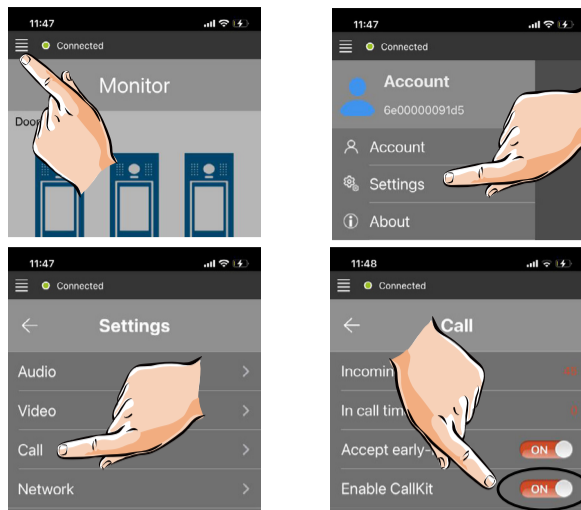 11:47
Connected
Monitor
Door
11:47
Connected
Account
6e00000091d5
Account
Settings
About
11:47
Connected
Settings
Audio
Video
Call
Network
11:48
Connected
Call
Incomin
In call tim
Accept early-
ON
Enable CallKit
ON